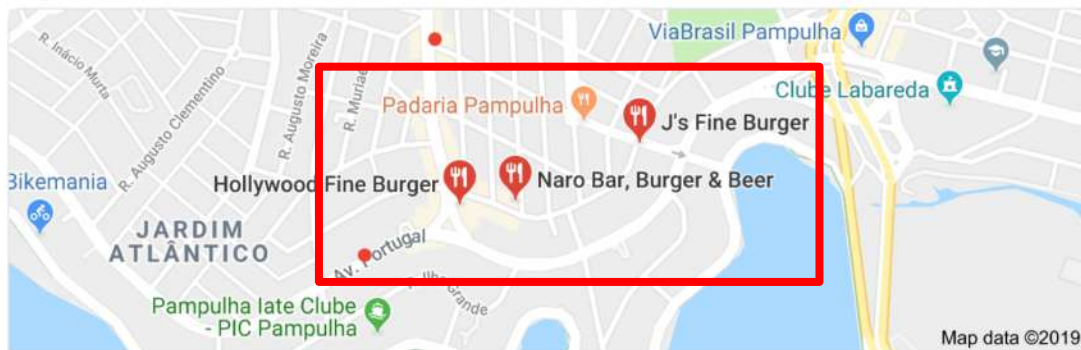 ViaBrasil Pampulha
R. Inácio Murta
R. Augusto Clementino
R. Augusto Moreira
R. Muriaé
Padaria Pampulha
Clube Labareda
J's Fine Burger
Bikemania
Hollywood Fine Burger
Naro Bar, Burger & Beer
JARDIM
ATLÂNTICO
Av. Portugal
Pampulha Iate Clube
- PIC Pampulha
Map data ©2019